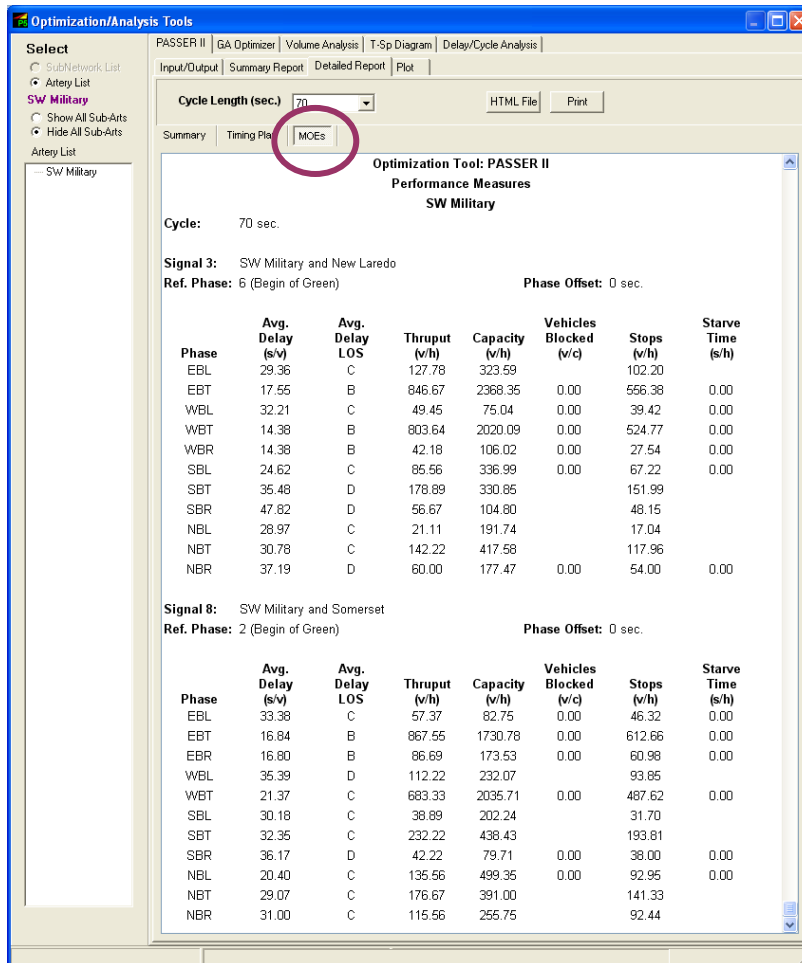 PS Optimization/Analysis Tools
Select
SubNetwork List
Artery List
SW Military
Show All Sub-Arts
Hide All Sub-Arts
Artery List
SW Military
PASSER II GA Optimizer Volume Analysis T-Sp Diagram Delay/Cycle Analysis
Input/Output Summary Report Detailed Report Plot
Cycle Length (sec.) 70 HTML File Print
Summary Timing Pla MOEs
Optimization Tool: PASSER II
Performance Measures
SW Military
Cycle: 70 sec.
Signal 3: SW Military and New Laredo
Ref. Phase: 6 (Begin of Green) Phase Offset: 0 sec.
Avg. Avg. Vehicles Starve
Delay Delay Thruput Capacity Blocked Stops Time
Phase (s/v) LOS (v/h) (v/h) (v/c) (v/h) (s/h)
EBL 29.36 C 127.78 323.59 102.20
EBT 17.55 B 846.67 2368.35 0.00 556.38 0.00
WBL 32.21 C 49.45 75.04 0.00 39.42 0.00
WBT 14.38 B 803.64 2020.09 0.00 524.77 0.00
WBR 14.38 B 42.18 106.02 0.00 27.54 0.00
SBL 24.62 C 85.56 336.99 0.00 67.22 0.00
SBT 35.48 D 178.89 330.85 151.99
SBR 47.82 D 56.67 104.80 48.15
NBL 28.97 C 21.11 191.74 17.04
NBT 30.78 C 142.22 417.58 117.96
NBR 37.19 D 60.00 177.47 0.00 54.00 0.00
Signal 8: SW Military and Somerset
Ref. Phase: 2 (Begin of Green) Phase Offset: 0 sec.
Avg. Avg. Vehicles Starve
Delay Delay Thruput Capacity Blocked Stops Time
Phase (s/v) LOS (v/h) (v/h) (v/c) (v/h) (s/h)
EBL 33.38 C 57.37 82.75 0.00 46.32 0.00
EBT 16.84 B 867.55 1730.78 0.00 612.66 0.00
EBR 16.80 B 86.69 173.53 0.00 60.98 0.00
WBL 35.39 D 112.22 232.07 93.85
WBT 21.37 C 683.33 2035.71 0.00 487.62 0.00
SBL 30.18 C 38.89 202.24 31.70
SBT 32.35 C 232.22 438.43 193.81
SBR 36.17 D 42.22 79.71 0.00 38.00 0.00
NBL 20.40 C 135.56 499.35 0.00 92.95 0.00
NBT 29.07 C 176.67 391.00 141.33
NBR 31.00 C 115.56 255.75 92.44